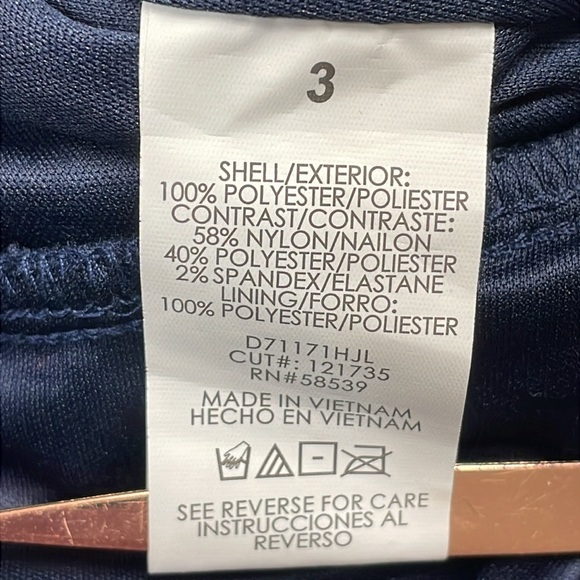 3
SHELL/EXTERIOR:
100% POLYESTER/POLIESTER
CONTRAST/CONTRASTE:
58% NYLON/NAILON
40% POLYESTER/POLIESTER
2% SPANDEX/ELASTANE
LINING/FORRO:
100% POLYESTER/POLIESTER
D71171HJL
CUT#: 121735
RN#58539
MADE IN VIETNAM
HECHO EN VIETNAM
SEE REVERSE FOR CARE
INSTRUCCIONES AL
REVERSO